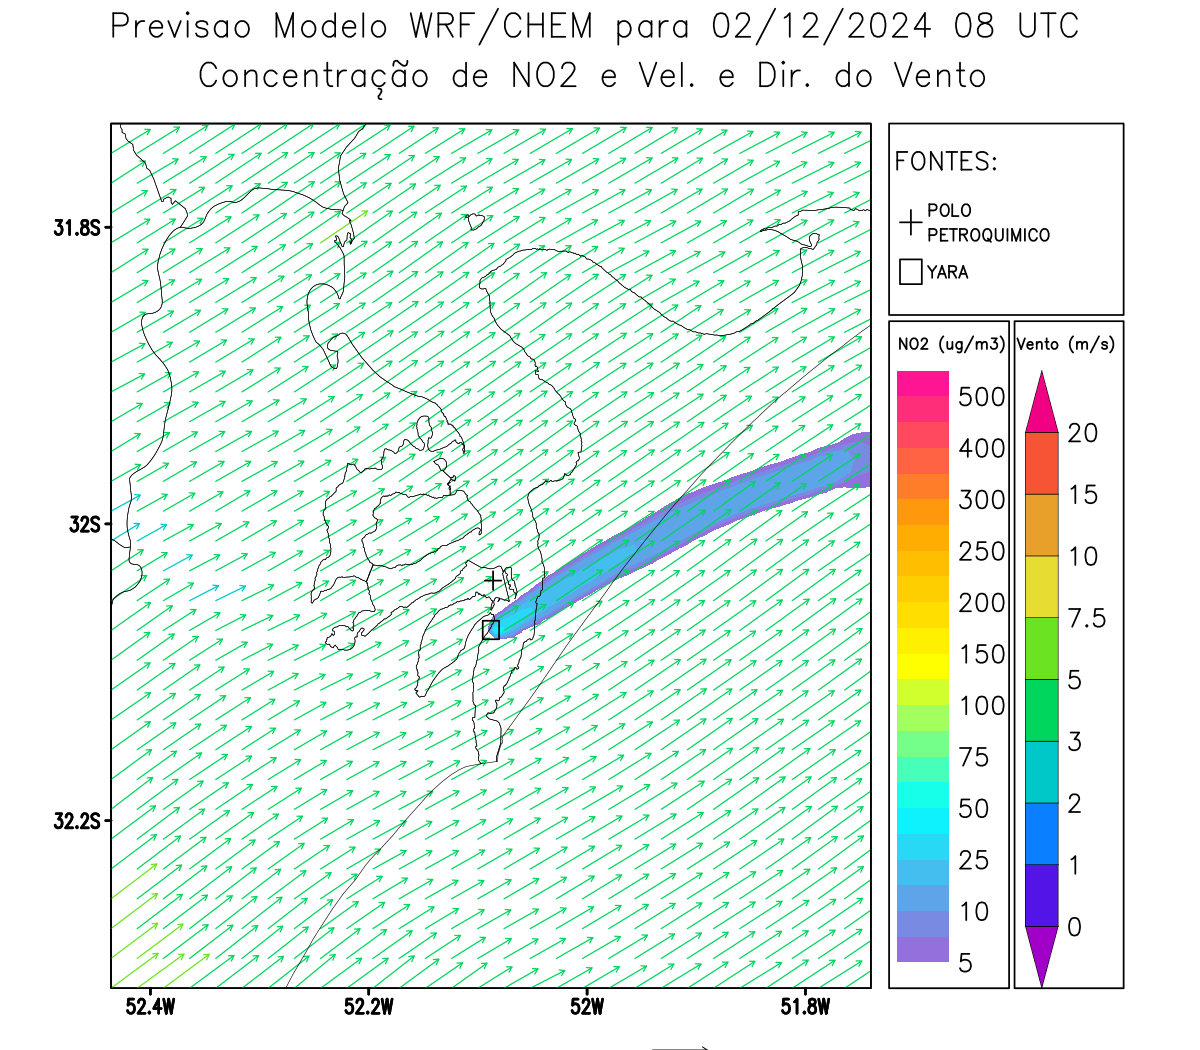 Previsao Modelo WRF/CHEM para 02/12/2024 08 UTC
Concentração de NO2 e Vel. e Dir. do Vento
FONTES:
POLO
PETROQUIMICO
YARA
31.8S
32S
32.2S
52.4W
52.2W
52W
51.8W
NO2 (ug/m3)
500
400
300
250
200
150
100
75
50
25
10
5
Vento (m/s)
20
15
10
7.5
5
3
2
1
0